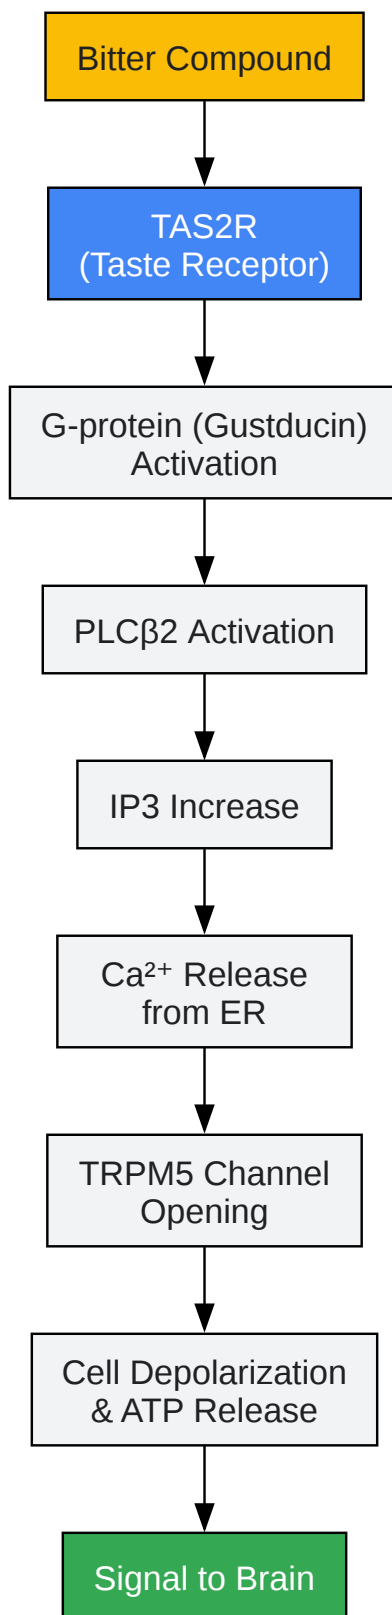 Bitter Compound
TAS2R
(Taste Receptor)
G-protein (Gustducin)
Activation
PLCβ2 Activation
IP3 Increase
Ca²⁺ Release
from ER
TRPM5 Channel
Opening
Cell Depolarization
& ATP Release
Signal to Brain